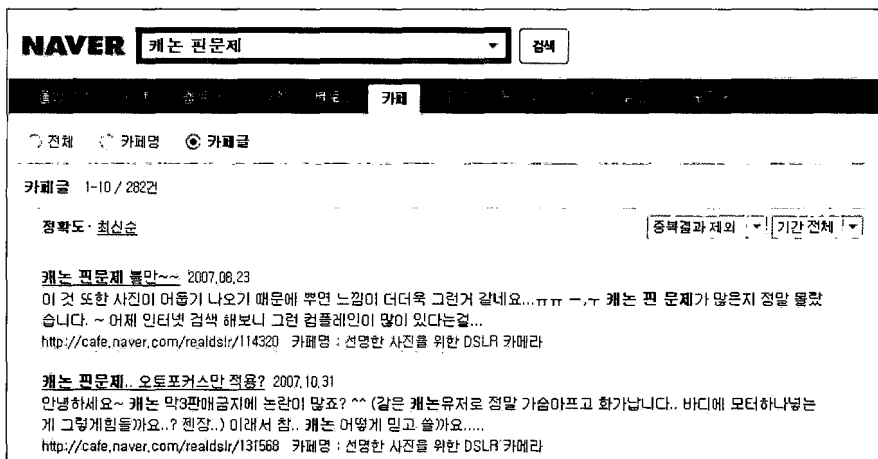 NAVER 캐논 핀문제 검색
카페
전체 카페명 카페글
카페글 1-10 / 282건
정확도· 최신순 중복결과 제외 기간 전체
캐논 핀문제 불만~~ 2007,08,23
이 것 또한 사진이 어둡기 나오기 때문에 뿌연 느낌이 더더욱 그런거 같네요...ㅠㅠ ㅡ,ㅜ 캐논 핀 문제가 많은지 정말 몰랐
습니다. ~ 어제 인터넷 검색 해보니 그런 컴플레인이 많이 있다는걸...
http://cafe,naver,com/realdslr/114320 카페명 : 선명한 사진을 위한 DSLR 카메라
캐논 핀문제.. 오토포커스만 적용? 2007,10,31
안녕하세요~ 캐논 막3판매금지에 논란이 많죠? ^^ (같은 캐논유저로 정말 가슴아프고 화가납니다.. 바디에 모터하나넣는
게 그렇게힘들까요..? 젠장..) 이래서 참.. 캐논 어떻게 믿고 쓸까요.....
http://cafe,naver,com/realdslr/131568 카페명 : 선명한 사진을 위한 DSLR 카메라